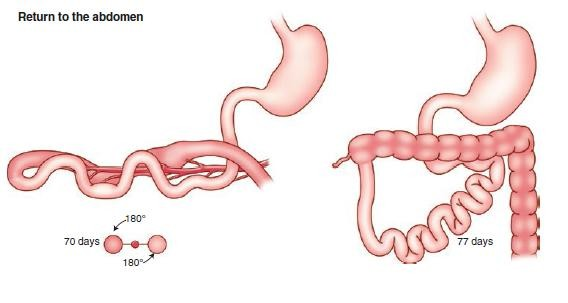 Return to the abdomen
180°
70 days
180°
77 days